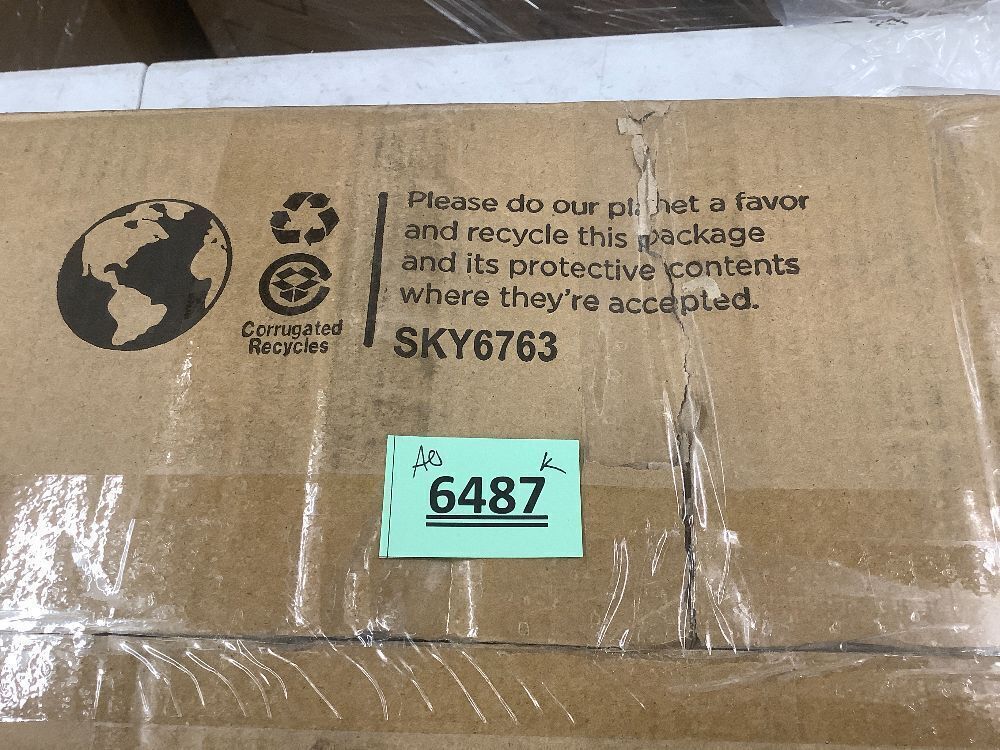 Please do our planet a favor
and recycle this package
and its protective contents
where they're accepted.
SKY6763
Corrugated
Recycles
K
6487